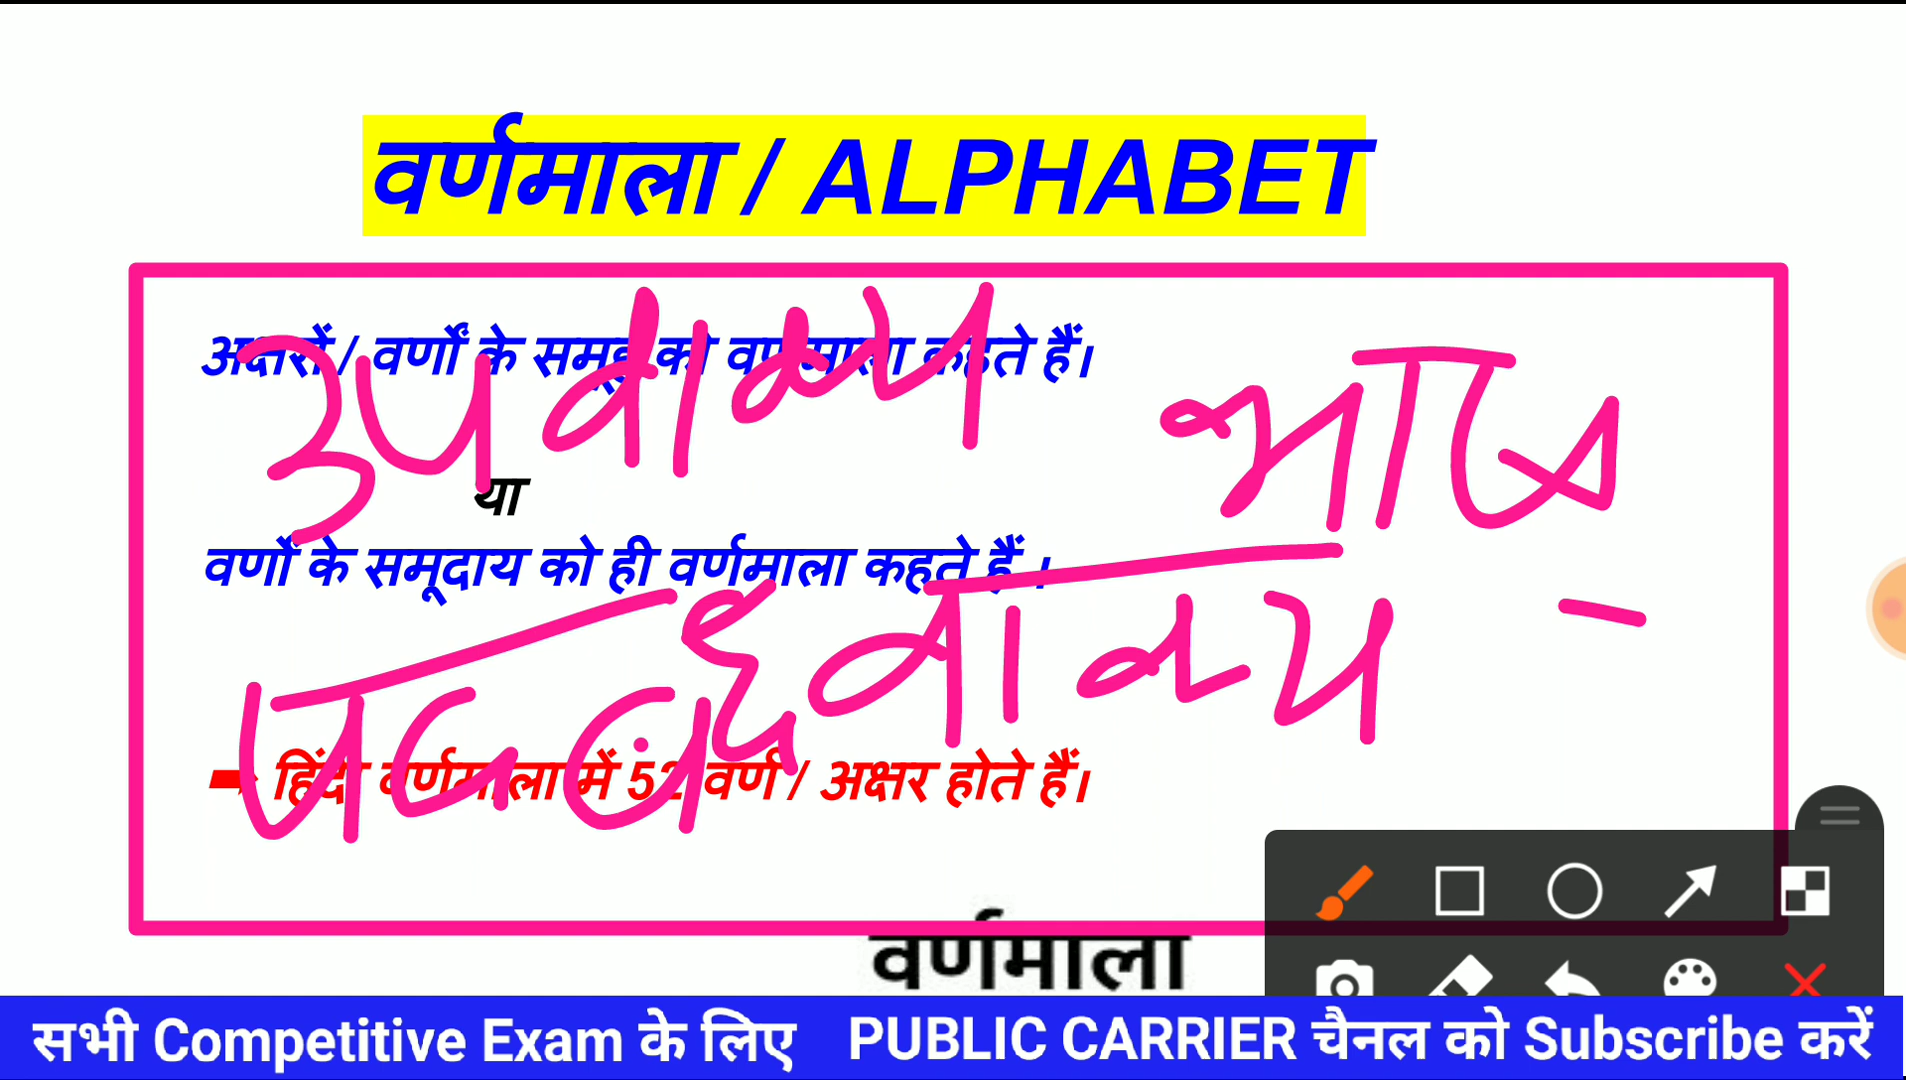 वर्णमाला / ALPHABET
अक्षरों / वर्णों के समूह को वर्णमाला कहते हैं।
उपवाक्य
या
वर्णों के समूदाय को ही वर्णमाला कहते हैं ।
वाक्य
➡ हिंदी वर्णमाला में 52 वर्ण / अक्षर होते हैं।
वर्णमाला
सभी Competitive Exam के लिए PUBLIC CARRIER चैनल को Subscribe करें